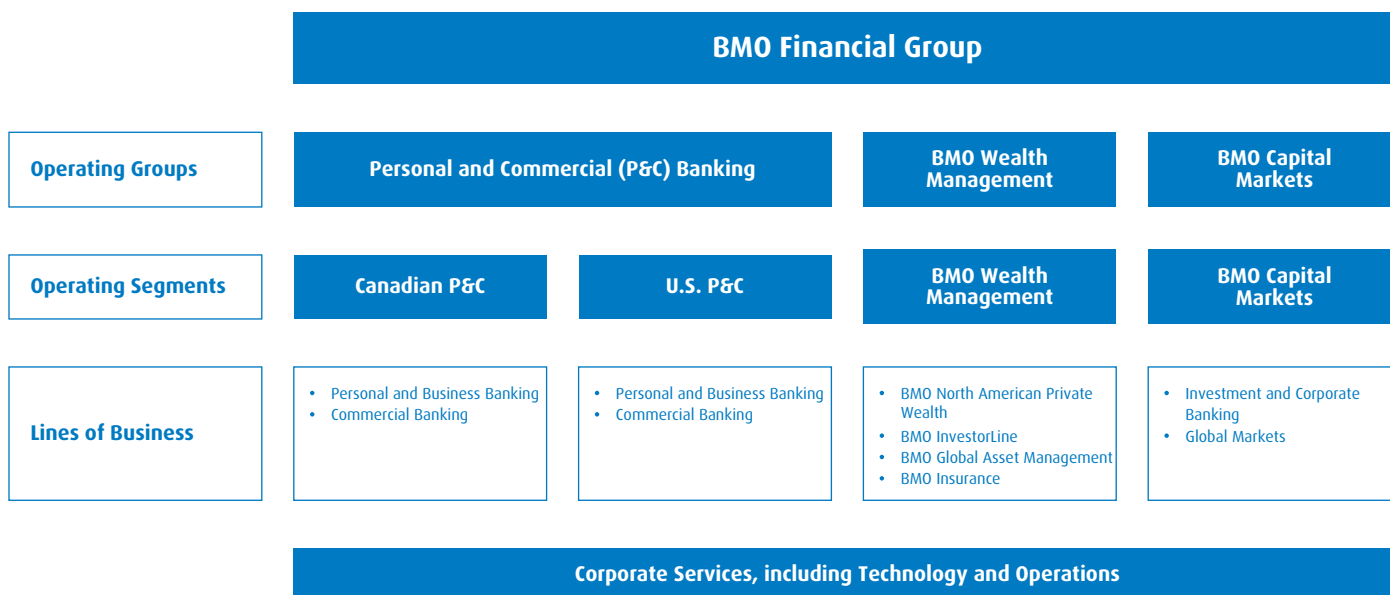 BMO Financial Group
Operating Groups
Personal and Commercial (P&C) Banking
BMO Wealth
Management
BMO Capital
Markets
Operating Segments
Canadian P&C
U.S. P&C
BMO Wealth
Management
BMO Capital
Markets
Lines of Business
• Personal and Business Banking
• Commercial Banking
• Personal and Business Banking
• Commercial Banking
• BMO North American Private
Wealth
• BMO InvestorLine
• BMO Global Asset Management
• BMO Insurance
• Investment and Corporate
Banking
• Global Markets
Corporate Services, including Technology and Operations